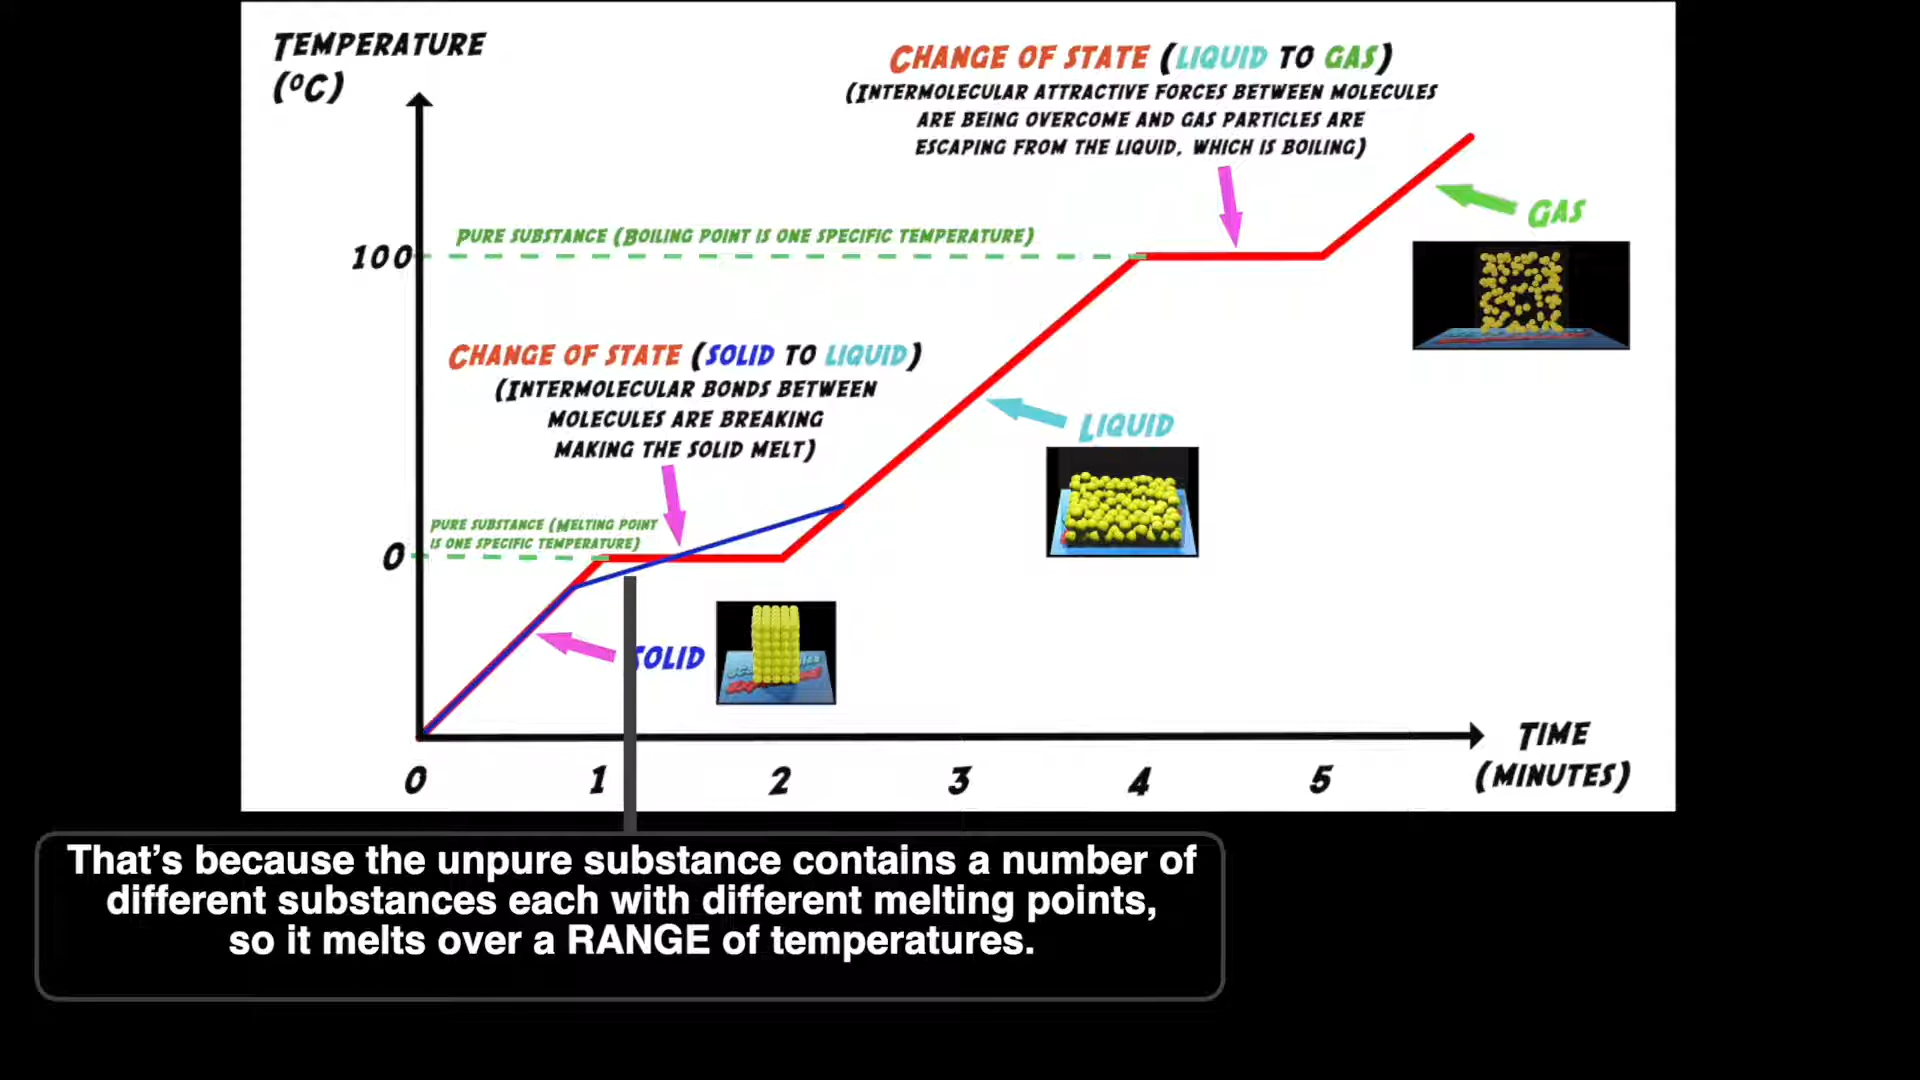 TEMPERATURE
(°C)
CHANGE OF STATE (LIQUID TO GAS)
(INTERMOLECULAR ATTRACTIVE FORCES BETWEEN MOLECULES
ARE BEING OVERCOME AND GAS PARTICLES ARE
ESCAPING FROM THE LIQUID, WHICH IS BOILING)
GAS
PURE SUBSTANCE (BOILING POINT IS ONE SPECIFIC TEMPERATURE)
100
CHANGE OF STATE (SOLID TO LIQUID)
(INTERMOLECULAR BONDS BETWEEN
MOLECULES ARE BREAKING
MAKING THE SOLID MELT)
LIQUID
PURE SUBSTANCE (MELTING POINT
IS ONE SPECIFIC TEMPERATURE)
0
SOLID
TIME
(MINUTES)
0 1 2 3 4 5
That's because the unpure substance contains a number of
different substances each with different melting points,
so it melts over a RANGE of temperatures.